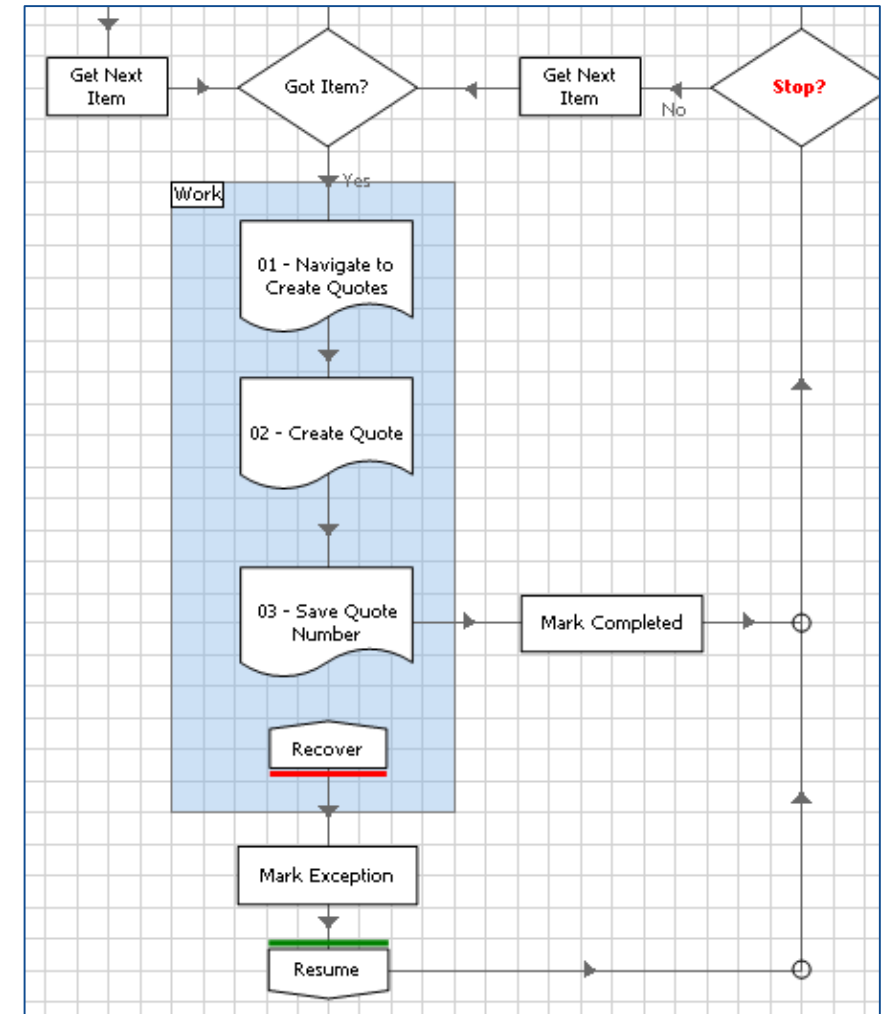 Get Next
Item
Got Item?
Get Next
Item
No
Stop?
Yes
Work
01 - Navigate to
Create Quotes
02 - Create Quote
03 - Save Quote
Number
Mark Completed
Recover
Mark Exception
Resume